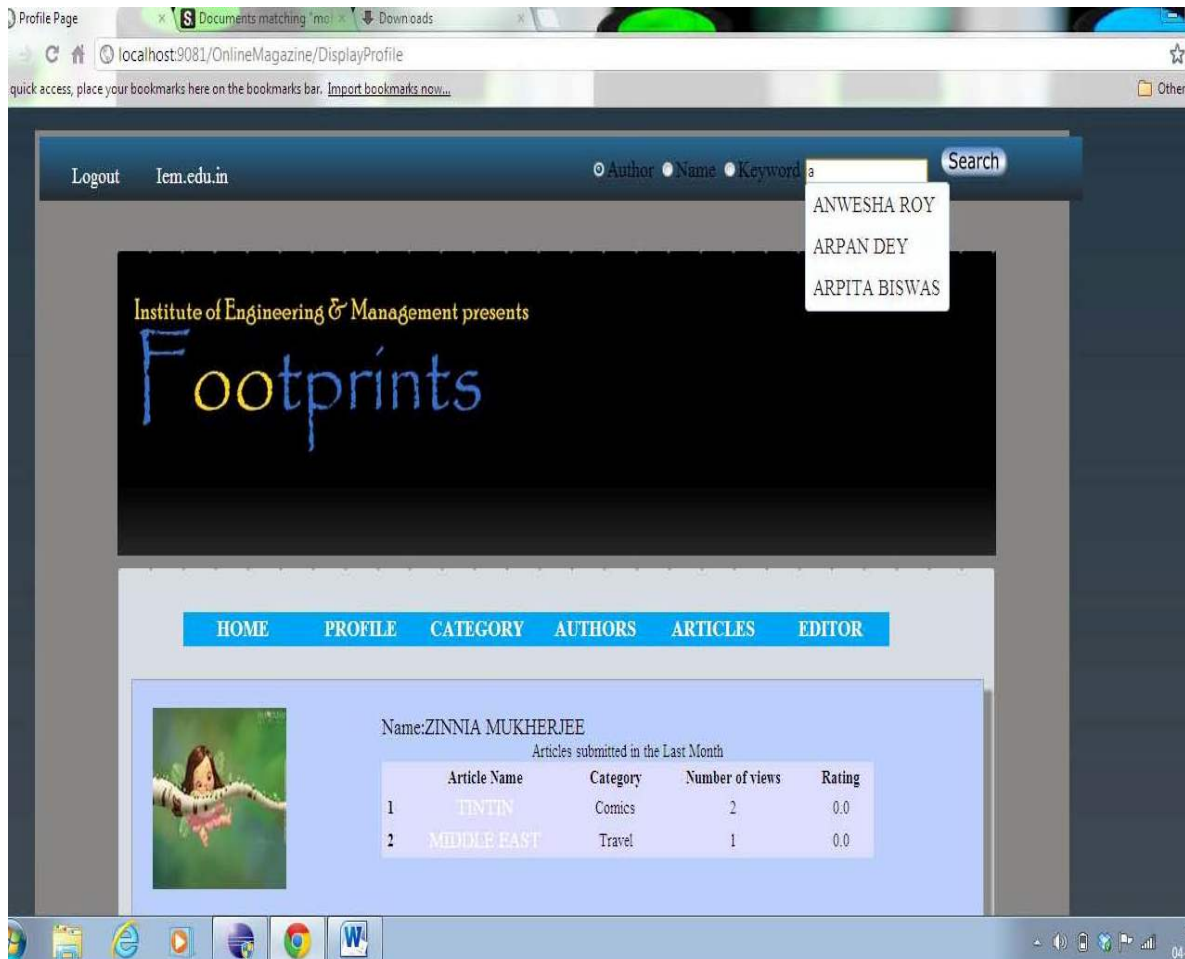 Profile Page
Documents matching "mo
Downloads
localhost:9081/OnlineMagazine/DisplayProfile
quick access, place your bookmarks here on the bookmarks bar. Import bookmarks now...
Other
Logout Iem.edu.in
Author Name Keyword a Search
ANWESHA ROY
ARPAN DEY
ARPITA BISWAS
Institute of Engineering & Management presents
Footprints
HOME PROFILE CATEGORY AUTHORS ARTICLES EDITOR
Name:ZINNIA MUKHERJEE
Articles submitted in the Last Month
Article Name Category Number of views Rating
1 TINTIN Comics 2 0.0
2 MIDDLE EAST Travel 1 0.0
04